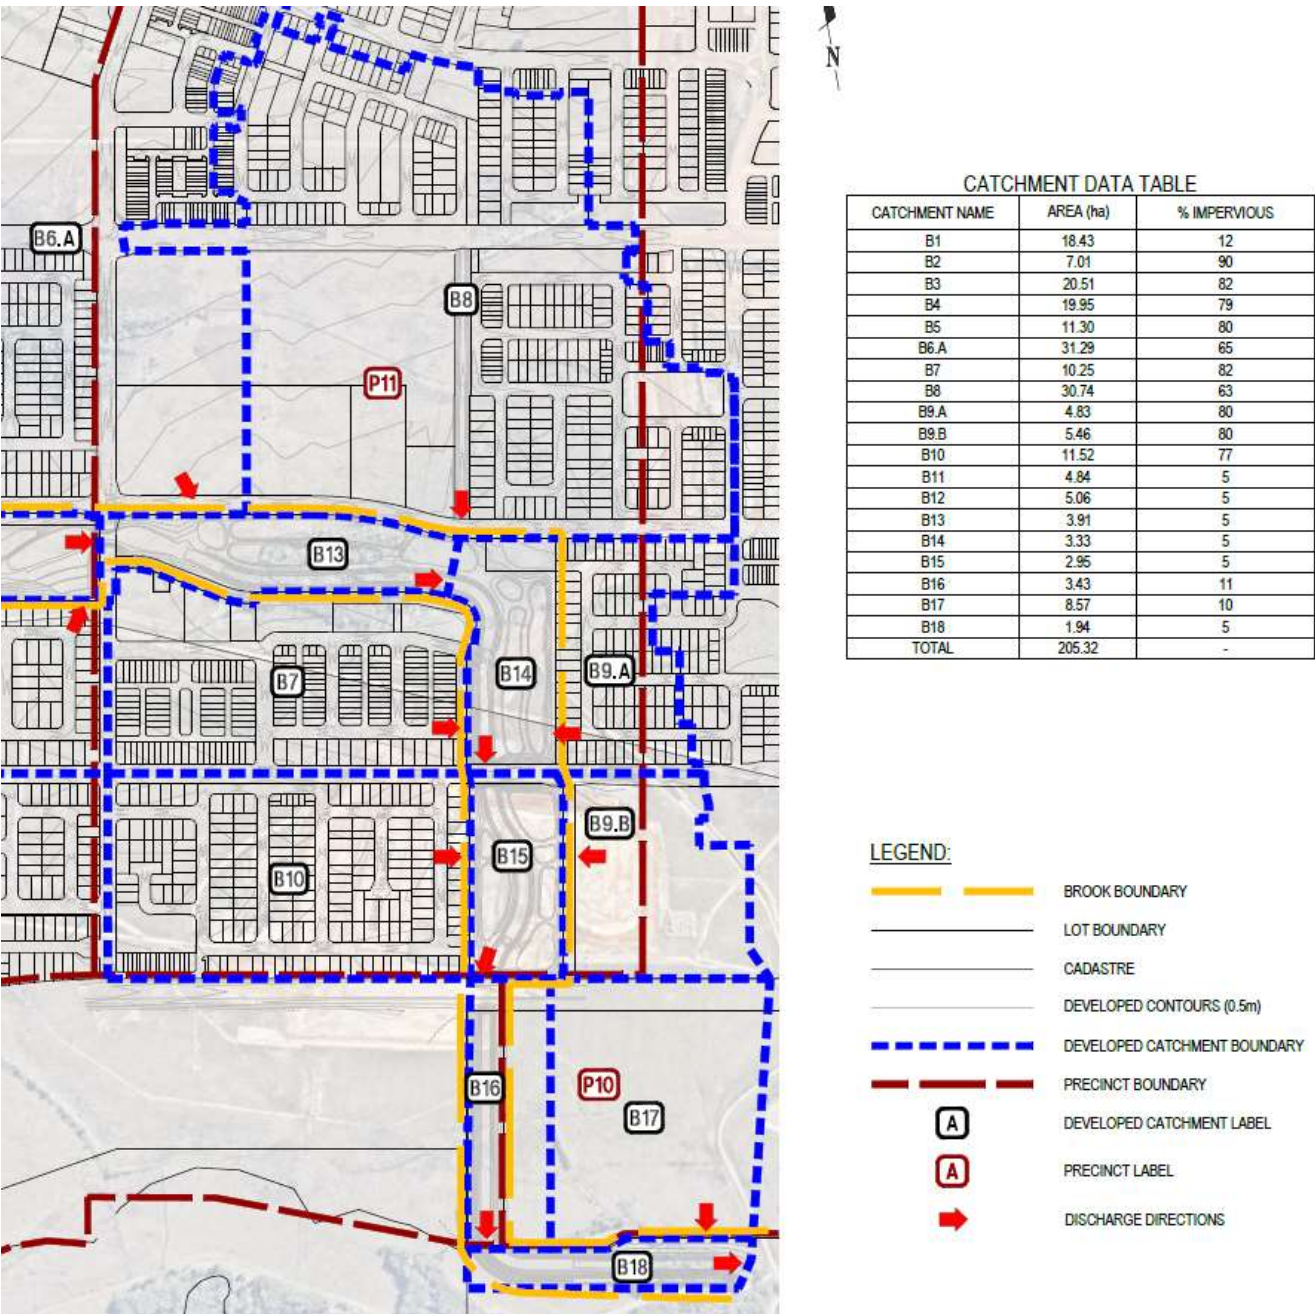 N
B6.A
B8
P11
B13
B14
B7
B9.A
B9.B
B15
B10
B16
P10
B17
B18
CATCHMENT DATA TABLE
CATCHMENT NAME AREA (ha) % IMPERVIOUS
B1 18.43 12
B2 7.01 90
B3 20.51 82
B4 19.95 79
B5 11.30 80
B6.A 31.29 65
B7 10.25 82
B8 30.74 63
B9.A 4.83 80
B9.B 5.46 80
B10 11.52 77
B11 4.84 5
B12 5.06 5
B13 3.91 5
B14 3.33 5
B15 2.95 5
B16 3.43 11
B17 8.57 10
B18 1.94 5
TOTAL 205.32 -
LEGEND:
BROOK BOUNDARY
LOT BOUNDARY
CADASTRE
DEVELOPED CONTOURS (0.5m)
DEVELOPED CATCHMENT BOUNDARY
PRECINCT BOUNDARY
A DEVELOPED CATCHMENT LABEL
A PRECINCT LABEL
DISCHARGE DIRECTIONS